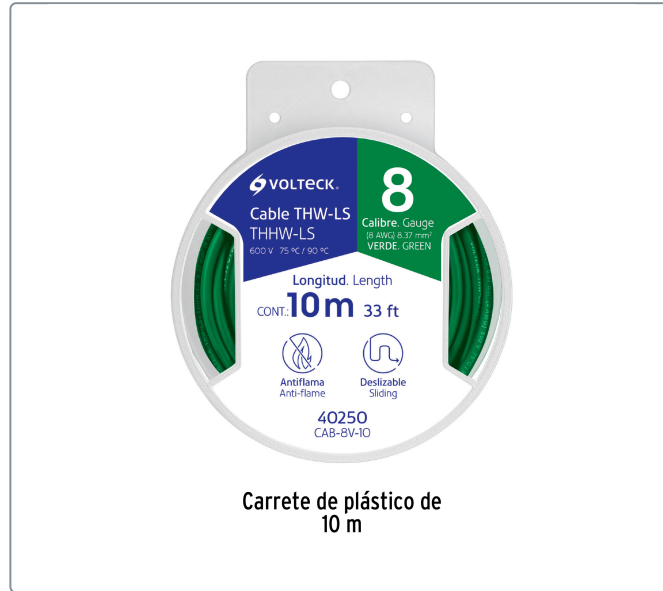 VOLTECK®
Cable THW-LS
THHW-LS
600 V 75 ºC / 90 ºC
8
Calibre. Gauge
(8 AWG) 8.37 mm²
VERDE. GREEN
Longitud. Length
CONT.: 10 m 33 ft
Antiflama
Anti-flame
Deslizable
Sliding
40250
CAB-8V-10
Carrete de plástico de
10 m